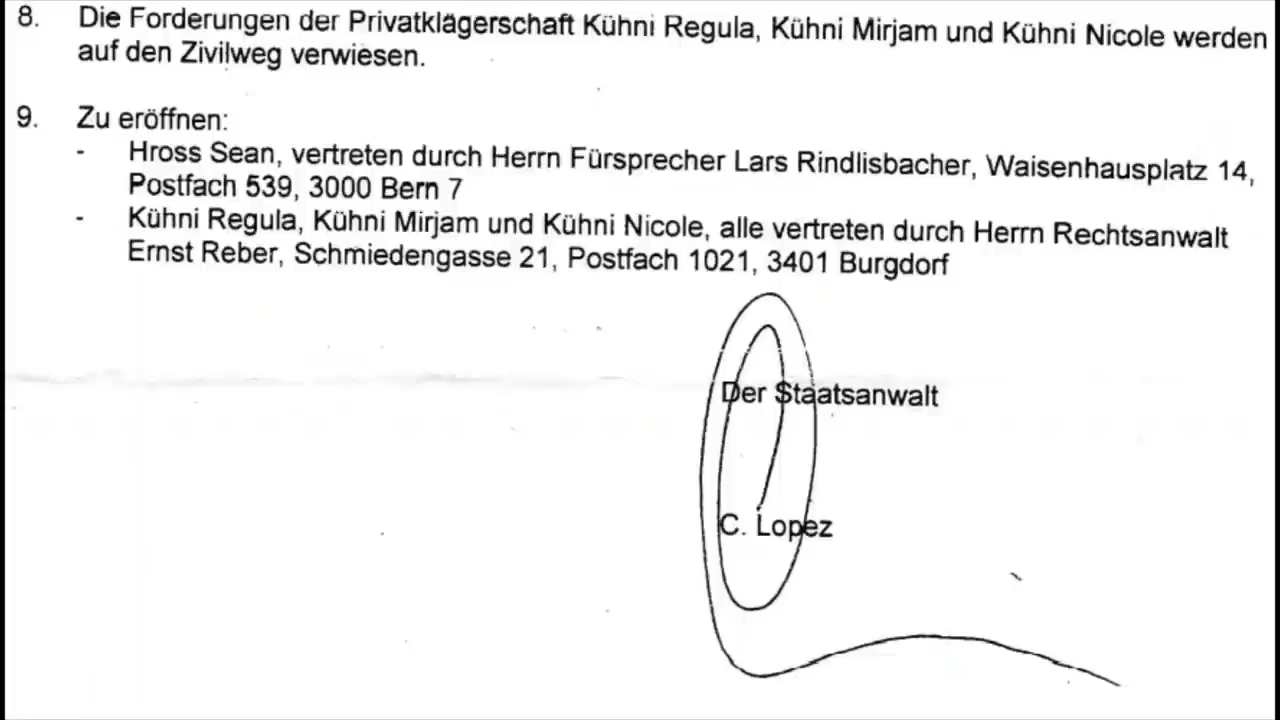 8. Die Forderungen der Privatklägerschaft Kühni Regula, Kühni Mirjam und Kühni Nicole werden
auf den Zivilweg verwiesen.
9. Zu eröffnen:
- Hross Sean, vertreten durch Herrn Fürsprecher Lars Rindlisbacher, Waisenhausplatz 14,
Postfach 539, 3000 Bern 7
- Kühni Regula, Kühni Mirjam und Kühni Nicole, alle vertreten durch Herrn Rechtsanwalt
Ernst Reber, Schmiedengasse 21, Postfach 1021, 3401 Burgdorf
Der Staatsanwalt
C. Lopez